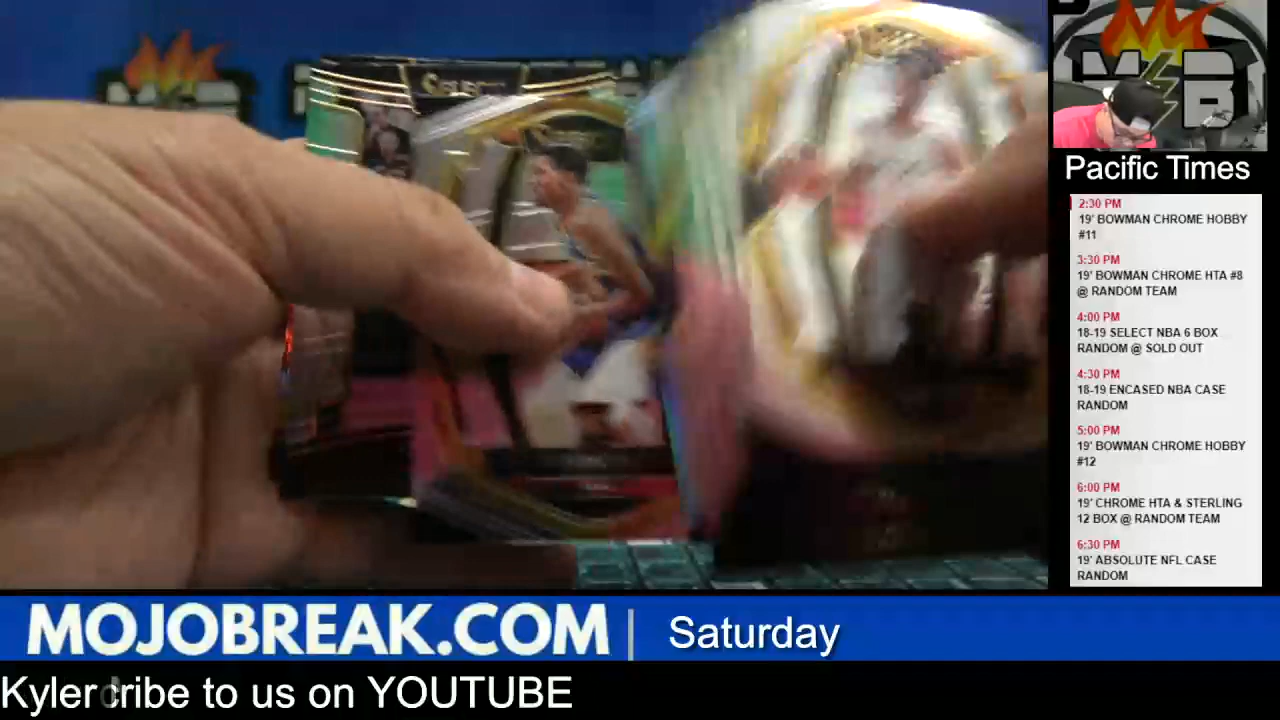 SELECT
M B
B
Pacific Times
2:30 PM
19' BOWMAN CHROME HOBBY
#11
3:30 PM
19' BOWMAN CHROME HTA #8
@ RANDOM TEAM
4:00 PM
18-19 SELECT NBA 6 BOX
RANDOM @ SOLD OUT
4:30 PM
18-19 ENCASED NBA CASE
RANDOM
5:00 PM
19' BOWMAN CHROME HOBBY
#12
6:00 PM
19' CHROME HTA & STERLING
12 BOX @ RANDOM TEAM
6:30 PM
19' ABSOLUTE NFL CASE
RANDOM
MOJOBREAK.COM | Saturday
Kyler cribe to us on YOUTUBE